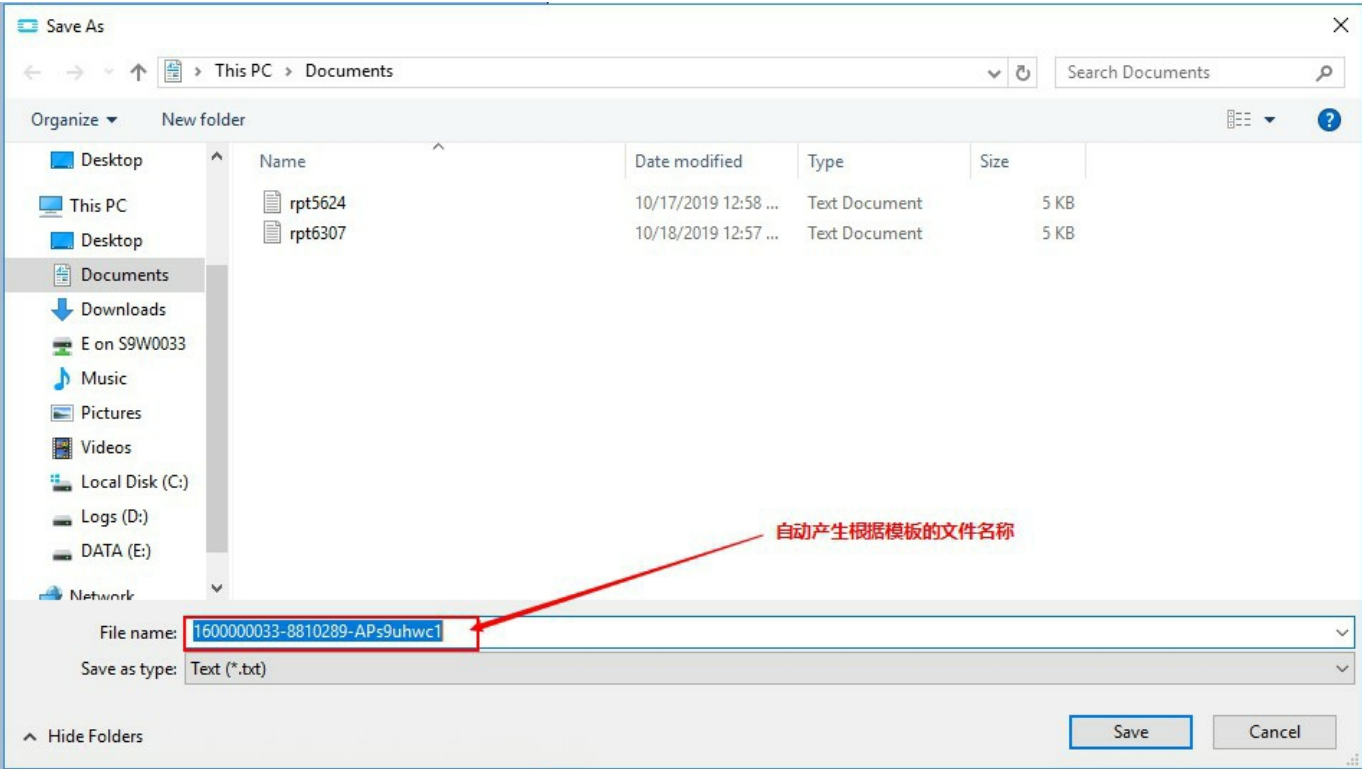 Save As
This PC > Documents
Search Documents
Organize
New folder
Name
Date modified
Type
Size
Desktop
This PC
Desktop
Documents
Downloads
E on S9W0033
Music
Pictures
Videos
Local Disk (C:)
Logs (D:)
DATA (E:)
Network
rpt5624 10/17/2019 12:58 ... Text Document 5 KB
rpt6307 10/18/2019 12:57 ... Text Document 5 KB
自动产生根据模板的文件名称
File name: 1600000033-8810289-APs9uhwc1
Save as type: Text (*.txt)
Hide Folders
Save
Cancel